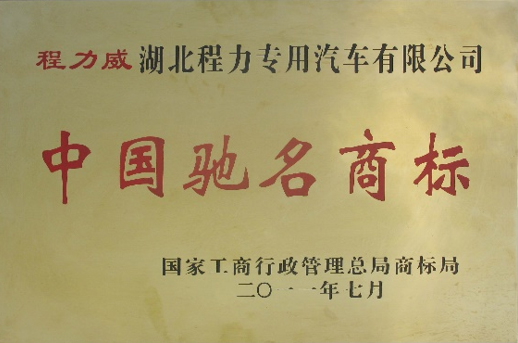 程力威 湖北程力专用汽车有限公司
中国驰名商标
国家工商行政管理总局商标局
二〇一一年七月